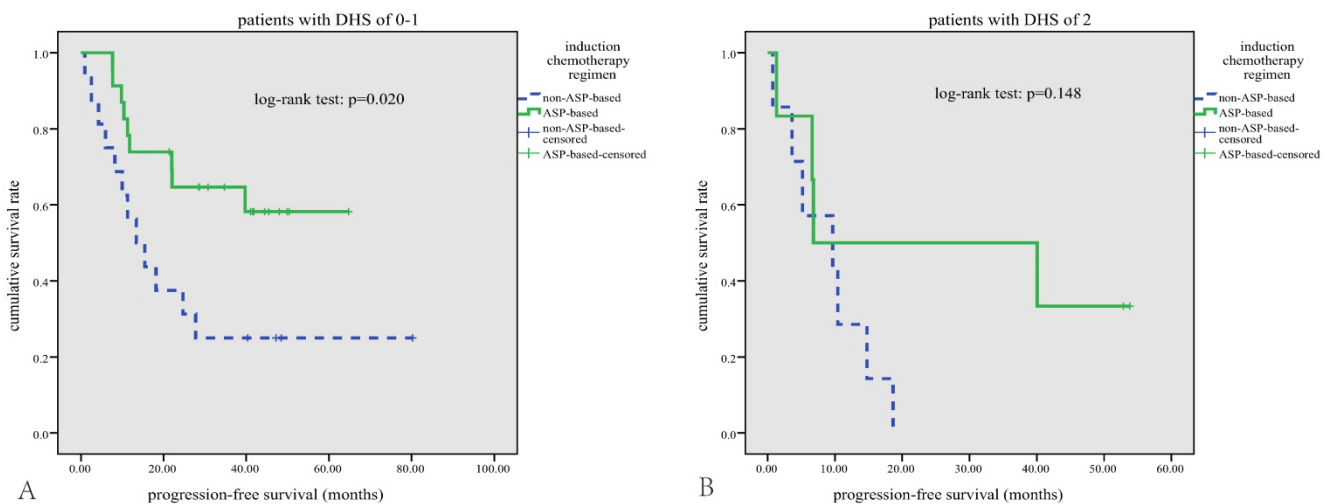 patients with DHS of 0-1
1.0
0.8
0.6
0.4
0.2
0.0
cumulative survival rate
log-rank test: p=0.020
0.00 20.00 40.00 60.00 80.00 100.00
progression-free survival (months)
A
induction
chemotherapy
regimen
non-ASP-based
ASP-based
non-ASP-based-
censored
ASP-based-censored
patients with DHS of 2
1.0
0.8
0.6
0.4
0.2
0.0
cumulative survival rate
log-rank test: p=0.148
0.00 10.00 20.00 30.00 40.00 50.00 60.00
progression-free survival (months)
B
induction
chemotherapy
regimen
non-ASP-based
ASP-based
non-ASP-based-
censored
ASP-based-censored